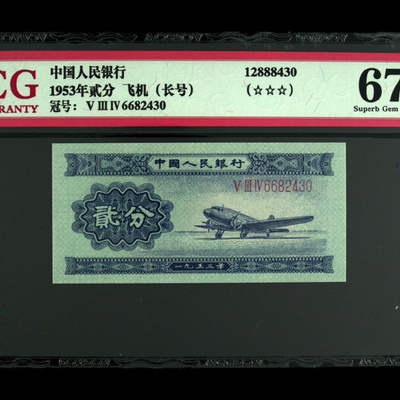 CG
RRANTY
中国人民银行
1953年贰分 飞机（长号）
冠号：ⅤⅢⅣ6682430
12888430
(☆☆☆)
67
Superb Gem
中國人民銀行
ⅤⅢⅣ6682430
貳分
一九五三年